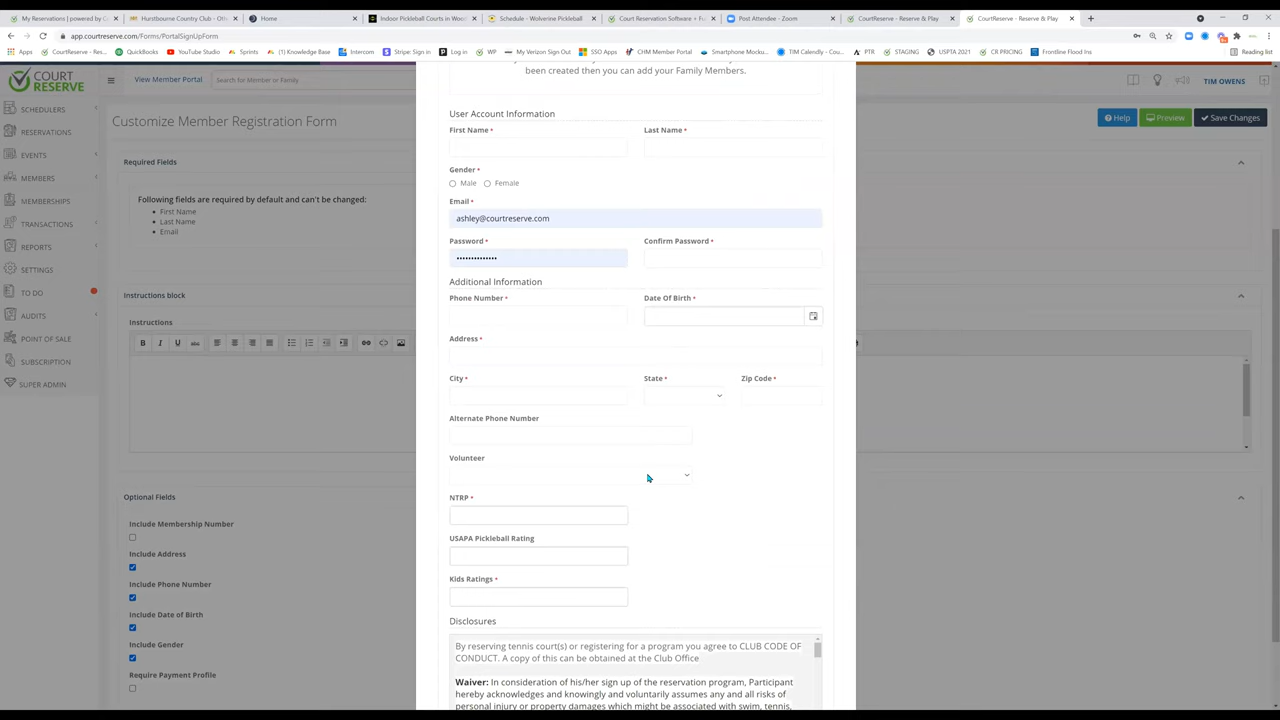 My Reservations | powered by C
Hurstbourne Country Club - Oth
Home
Indoor Pickleball Courts in Woo
Schedule - Wolverine Pickleball
Court Reservation Software + Fu
Post Attendee - Zoom
CourtReserve - Reserve & Play
CourtReserve - Reserve & Play
app.courtreserve.com/Forms/PortalSignUpForm
Apps
CourtReserve - Res...
QuickBooks
YouTube Studio
Sprints
(1) Knowledge Base
Intercom
Stripe: Sign in
Log in
WP
My Verizon Sign Out
SSO Apps
CHM Member Portal
Smartphone Mocku...
TIM Calendly - Cou...
PTR
STAGING
USPTA 2021
CR PRICING
Frontline Flood Ins
Reading list
COURT
RESERVE
View Member Portal
Search for Member or Family
TIM OWENS
SCHEDULERS
RESERVATIONS
EVENTS
MEMBERS
MEMBERSHIPS
TRANSACTIONS
REPORTS
SETTINGS
TO DO
AUDITS
POINT OF SALE
SUBSCRIPTION
SUPER ADMIN
Customize Member Registration Form
Help
Preview
Save Changes
Required Fields
Following fields are required by default and can't be changed:
First Name
Last Name
Email
Instructions block
Instructions
B I U abc
Optional Fields
Include Membership Number
Include Address
Include Phone Number
Include Date of Birth
Include Gender
Require Payment Profile
been created then you can add your Family Members.
User Account Information
First Name *
Last Name *
Gender *
Male
Female
Email *
ashley@courtreserve.com
Password *
Confirm Password *
••••••••••••••
Additional Information
Phone Number *
Date Of Birth *
Address *
City *
State *
Zip Code *
Alternate Phone Number
Volunteer
NTRP *
USAPA Pickleball Rating
Kids Ratings *
Disclosures
By reserving tennis court(s) or registering for a program you agree to CLUB CODE OF
CONDUCT. A copy of this can be obtained at the Club Office
Waiver: In consideration of his/her sign up of the reservation program, Participant
hereby acknowledges and knowingly and voluntarily assumes any and all risks of
personal injury or property damages which might be associated with swim, tennis,